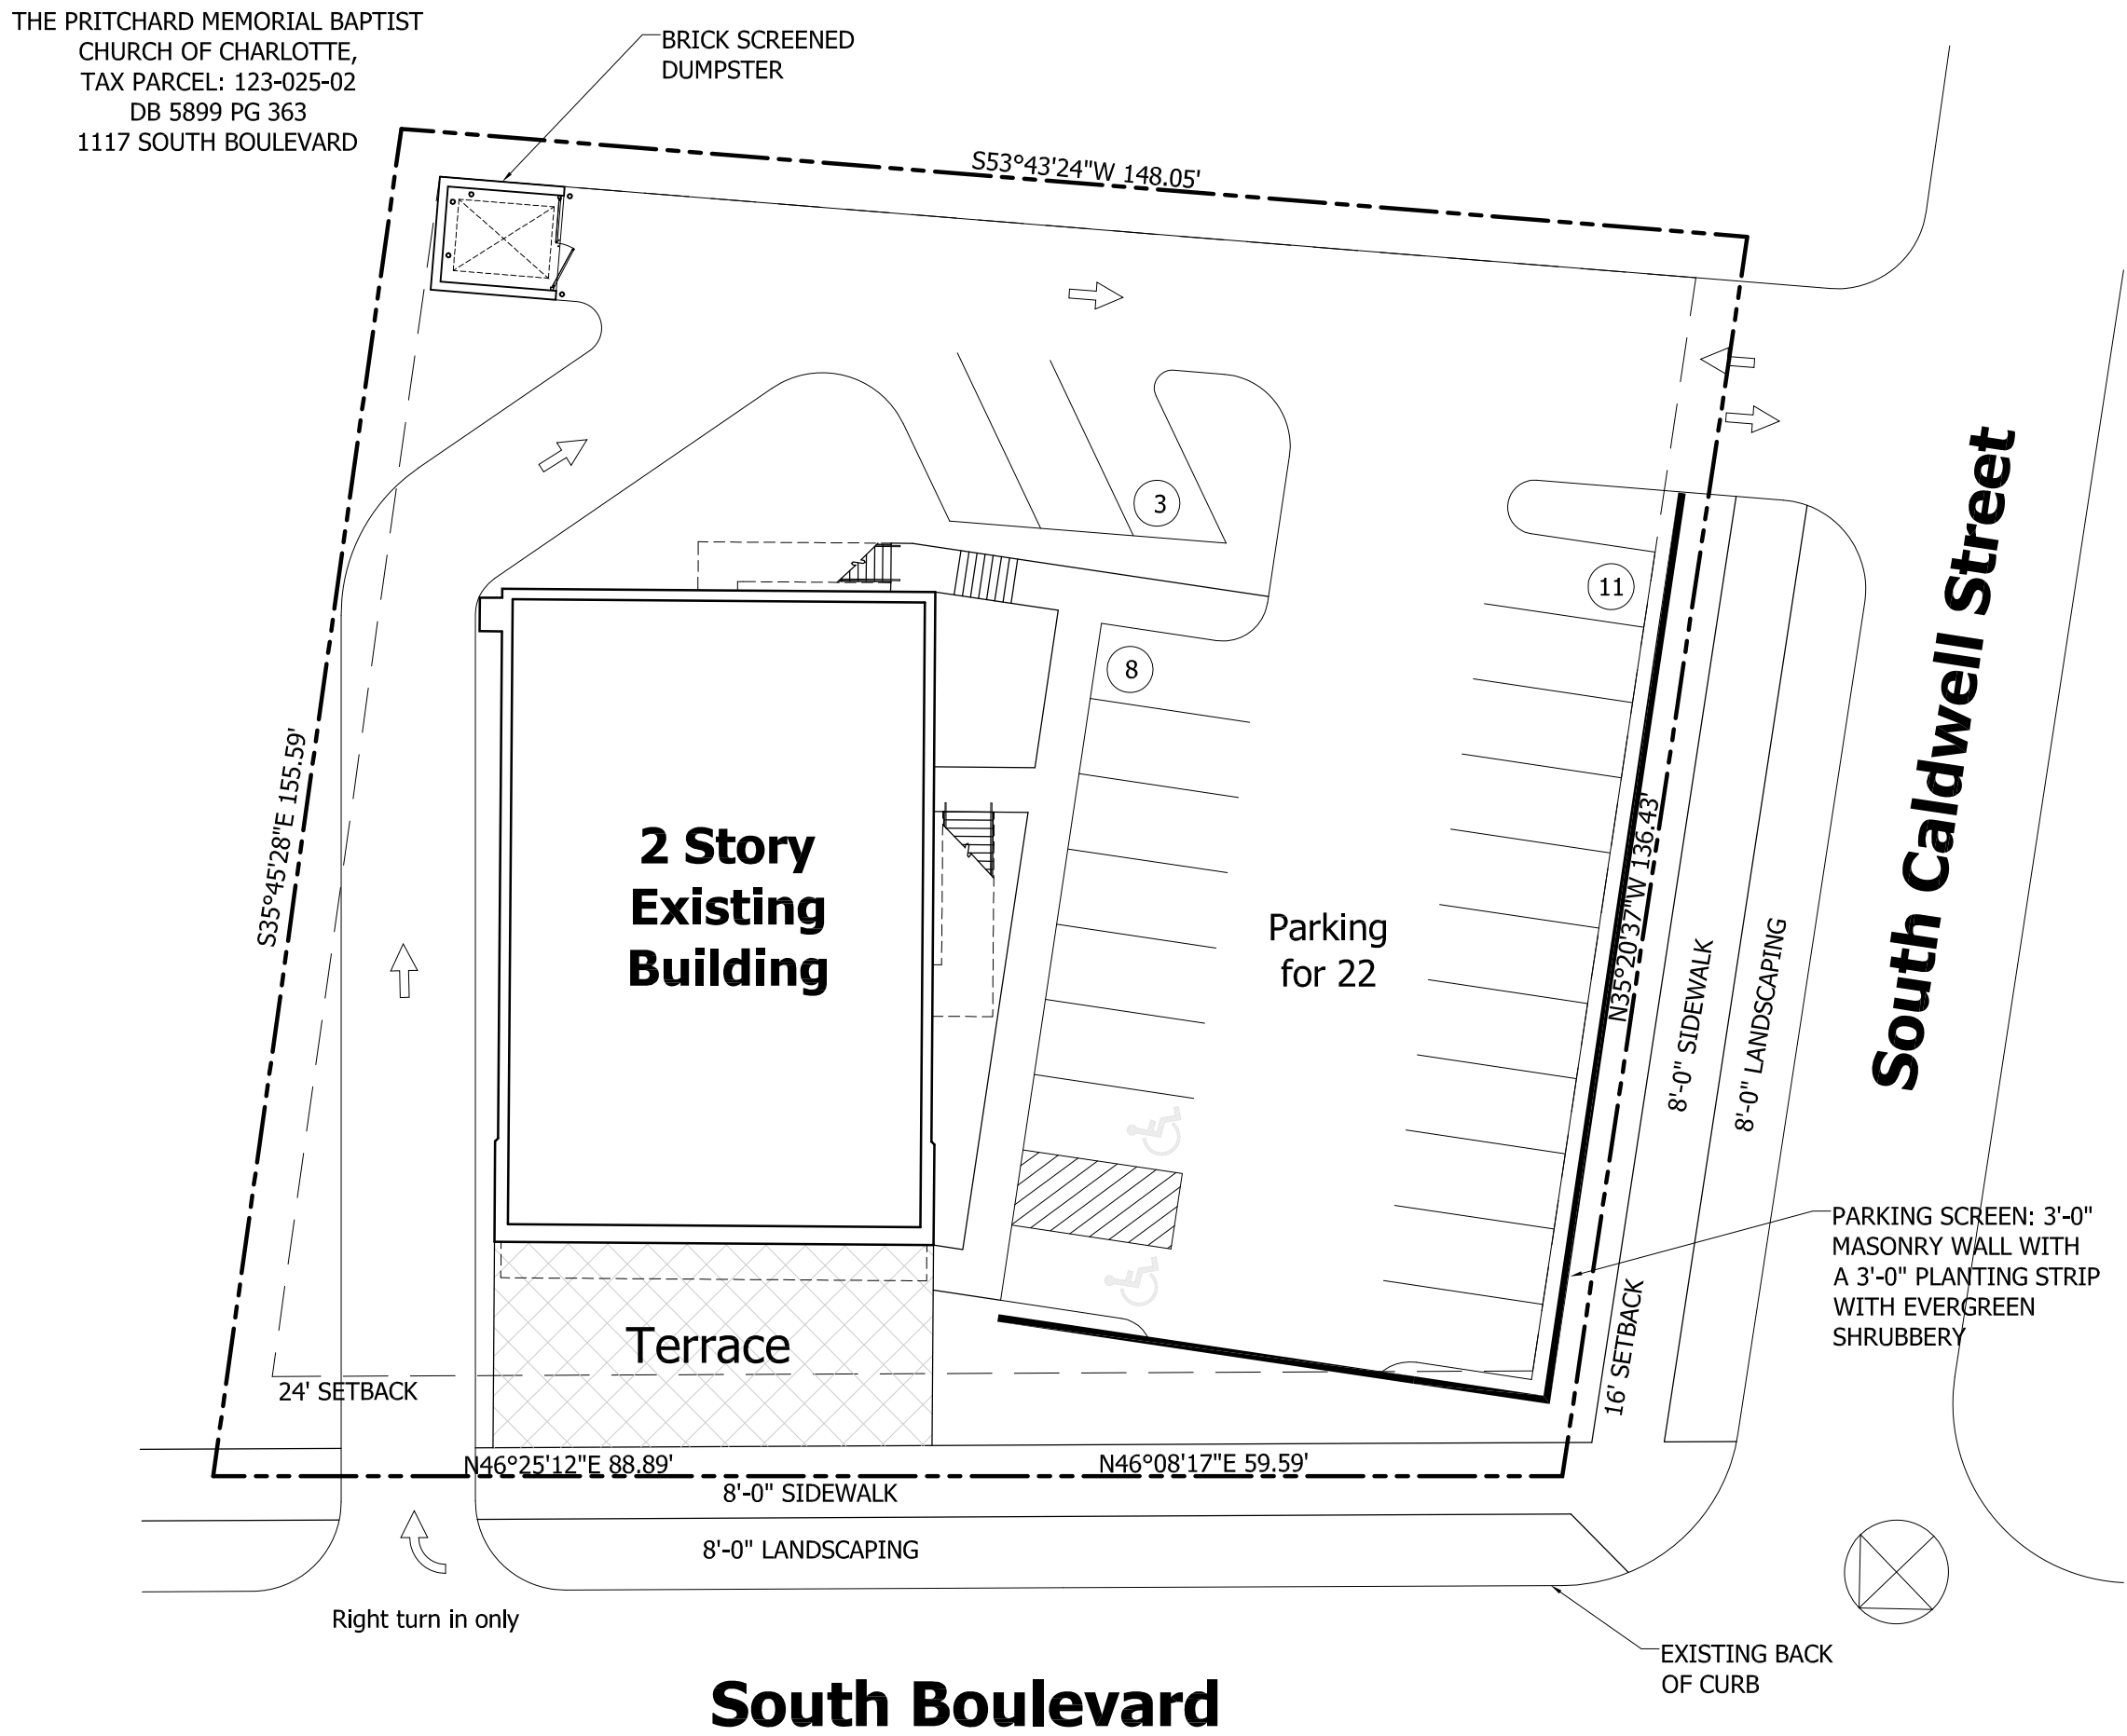 THE PRITCHARD MEMORIAL BAPTIST
CHURCH OF CHARLOTTE,
TAX PARCEL: 123-025-02
DB 5899 PG 363
1117 SOUTH BOULEVARD
BRICK SCREENED
DUMPSTER
S53°43'24"W 148.05'
3
11
8
S35°45'28"E 155.59'
2 Story
Existing
Building
Parking
for 22
N35°20'37"W 136.43'
8'-0" SIDEWALK
8'-0" LANDSCAPING
South Caldwell Street
PARKING SCREEN: 3'-0"
MASONRY WALL WITH
A 3'-0" PLANTING STRIP
WITH EVERGREEN
SHRUBBERY
16' SETBACK
Terrace
24' SETBACK
N46°25'12"E 88.89'
N46°08'17"E 59.59'
8'-0" SIDEWALK
8'-0" LANDSCAPING
Right turn in only
EXISTING BACK
OF CURB
South Boulevard